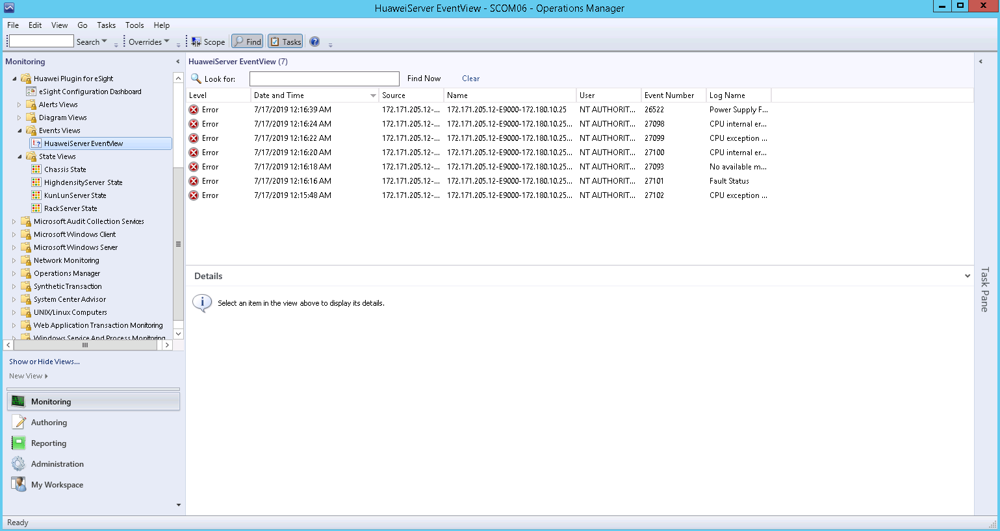 HuaweiServer EventView - SCOM06 - Operations Manager
File Edit View Go Tasks Tools Help
Search Overrides Scope Find Tasks
Monitoring
Huawei Plugin for eSight
eSight Configuration Dashboard
Alerts Views
Diagram Views
Events Views
HuaweiServer EventView
State Views
Chassis State
HighdensityServer State
KunLunServer State
RackServer State
Microsoft Audit Collection Services
Microsoft Windows Client
Microsoft Windows Server
Network Monitoring
Operations Manager
Synthetic Transaction
System Center Advisor
UNIX/Linux Computers
Web Application Transaction Monitoring
Windows Service And Process Monitoring
Show or Hide Views...
New View
Monitoring
Authoring
Reporting
Administration
My Workspace
HuaweiServer EventView (7)
Look for: Find Now Clear
Level Date and Time Source Name User Event Number Log Name
Error 7/17/2019 12:16:39 AM 172.171.205.12-... 172.171.205.12-E9000-172.180.10.25 NT AUTHORIT... 26522 Power Supply F...
Error 7/17/2019 12:16:24 AM 172.171.205.12-... 172.171.205.12-E9000-172.180.10.25... NT AUTHORIT... 27098 CPU internal er...
Error 7/17/2019 12:16:22 AM 172.171.205.12-... 172.171.205.12-E9000-172.180.10.25... NT AUTHORIT... 27099 CPU exception ...
Error 7/17/2019 12:16:20 AM 172.171.205.12-... 172.171.205.12-E9000-172.180.10.25... NT AUTHORIT... 27100 CPU internal er...
Error 7/17/2019 12:16:18 AM 172.171.205.12-... 172.171.205.12-E9000-172.180.10.25... NT AUTHORIT... 27093 No available m...
Error 7/17/2019 12:16:16 AM 172.171.205.12-... 172.171.205.12-E9000-172.180.10.25... NT AUTHORIT... 27101 Fault Status
Error 7/17/2019 12:15:48 AM 172.171.205.12-... 172.171.205.12-E9000-172.180.10.25... NT AUTHORIT... 27102 CPU exception ...
Details
Select an item in the view above to display its details.
Task Pane
Ready